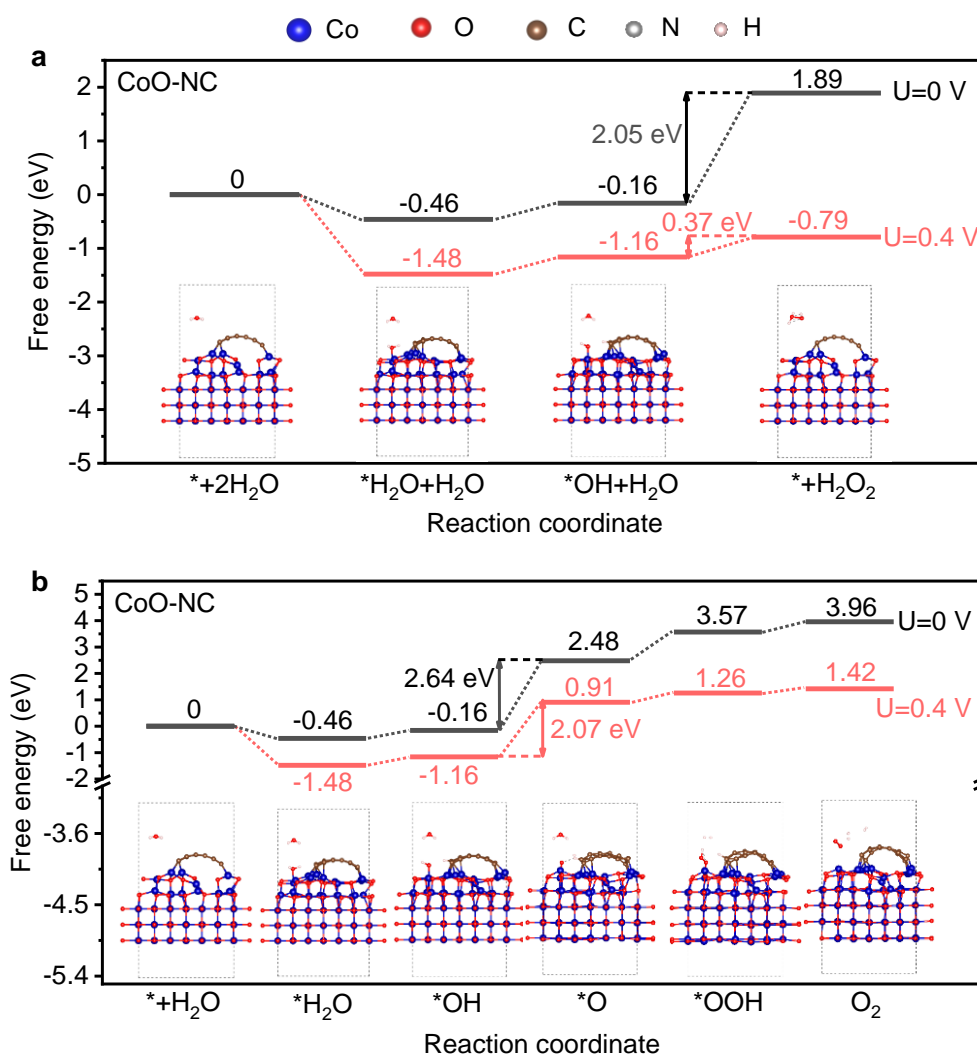 Co O C N H
a
CoO-NC
2
1
0
-1
-2
-3
-4
-5
Free energy (eV)
0
-0.46
-0.16
1.89
U=0 V
2.05 eV
-1.48
-1.16
0.37 eV
-0.79
U=0.4 V
*+2H₂O *H₂O+H₂O *OH+H₂O *+H₂O₂
Reaction coordinate
b
CoO-NC
5
4
3
2
1
0
-1
-2
-3.6
-4.5
-5.4
Free energy (eV)
0
-0.46
-0.16
2.48
3.57
3.96
U=0 V
2.64 eV
-1.48
-1.16
0.91
1.26
1.42
U=0.4 V
2.07 eV
*+H₂O *H₂O *OH *O *OOH O₂
Reaction coordinate